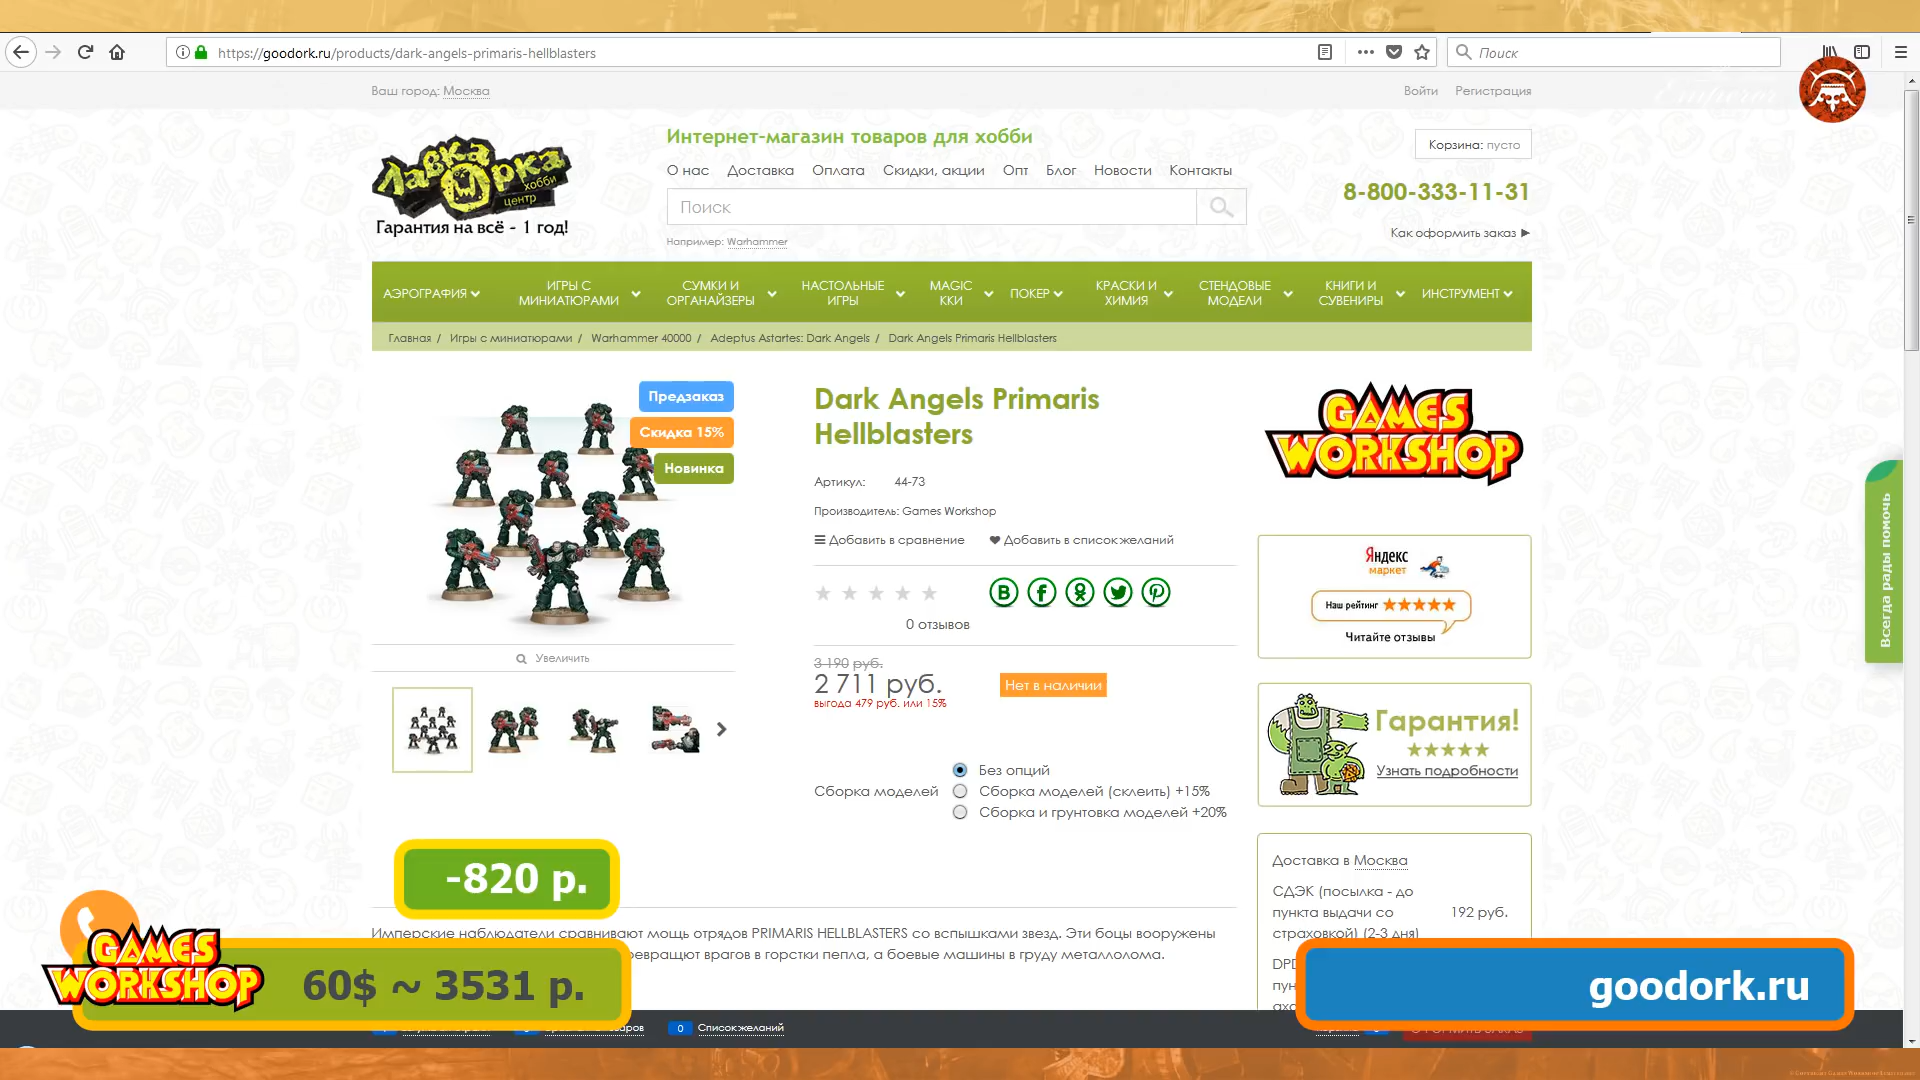 https://goodork.ru/products/dark-angels-primaris-hellblasters
Поиск
Ваш город: Москва
Войти Регистрация
Лавка Орка
хобби
центр
Гарантия на всё - 1 год!
Интернет-магазин товаров для хобби
О нас Доставка Оплата Скидки, акции Опт Блог Новости Контакты
Поиск
Например: Warhammer
Корзина: пусто
8-800-333-11-31
Как оформить заказ ►
АЭРОГРАФИЯ
ИГРЫ С МИНИАТЮРАМИ
СУМКИ И ОРГАНАЙЗЕРЫ
НАСТОЛЬНЫЕ ИГРЫ
MAGIC ККИ
ПОКЕР
КРАСКИ И ХИМИЯ
СТЕНДОВЫЕ МОДЕЛИ
КНИГИ И СУВЕНИРЫ
ИНСТРУМЕНТ
Главная / Игры с миниатюрами / Warhammer 40000 / Adeptus Astartes: Dark Angels / Dark Angels Primaris Hellblasters
Предзаказ
Скидка 15%
Новинка
Увеличить
Dark Angels Primaris
Hellblasters
Артикул: 44-73
Производитель: Games Workshop
Добавить в сравнение Добавить в список желаний
0 отзывов
3 190 руб.
2 711 руб.
выгода 479 руб. или 15%
Нет в наличии
Сборка моделей
Без опций
Сборка моделей (склеить) +15%
Сборка и грунтовка моделей +20%
GAMES
WORKSHOP
Яндекс
маркет
Наш рейтинг
Читайте отзывы
Гарантия!
Узнать подробности
Доставка в Москва
СДЭК (посылка - до
пункта выдачи со
страховкой) (2-3 дня)
192 руб.
Всегда рады помочь
-820 р.
Имперские наблюдатели сравнивают мощь отрядов PRIMARIS HELLBLASTERS со вспышками звезд. Эти боцы вооружены
ревращют врагов в горстки пепла, а боевые машины в груду металлолома.
GAMES
WORKSHOP
60$ ~ 3531 р.
goodork.ru
0 Список желаний